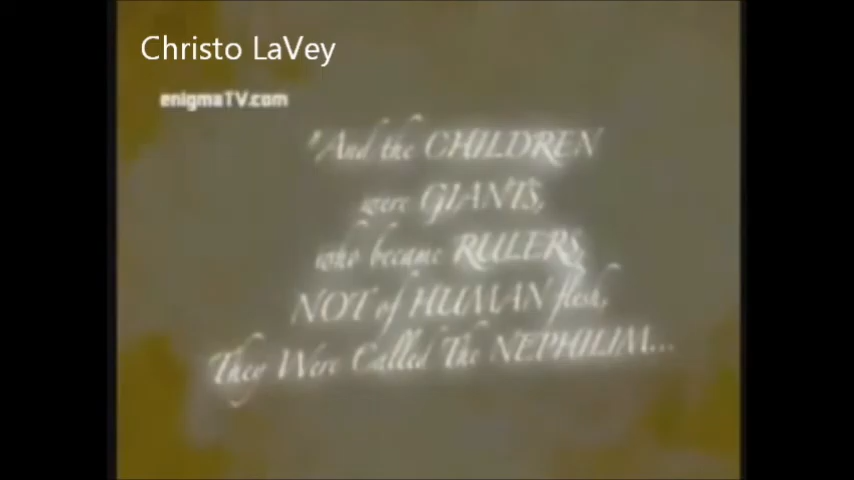 Christo LaVey
enigmaTV.com
"And the CHILDREN
were GIANTS,
who became RULERS,
NOT of HUMAN flesh,
They Were Called The NEPHILIM...